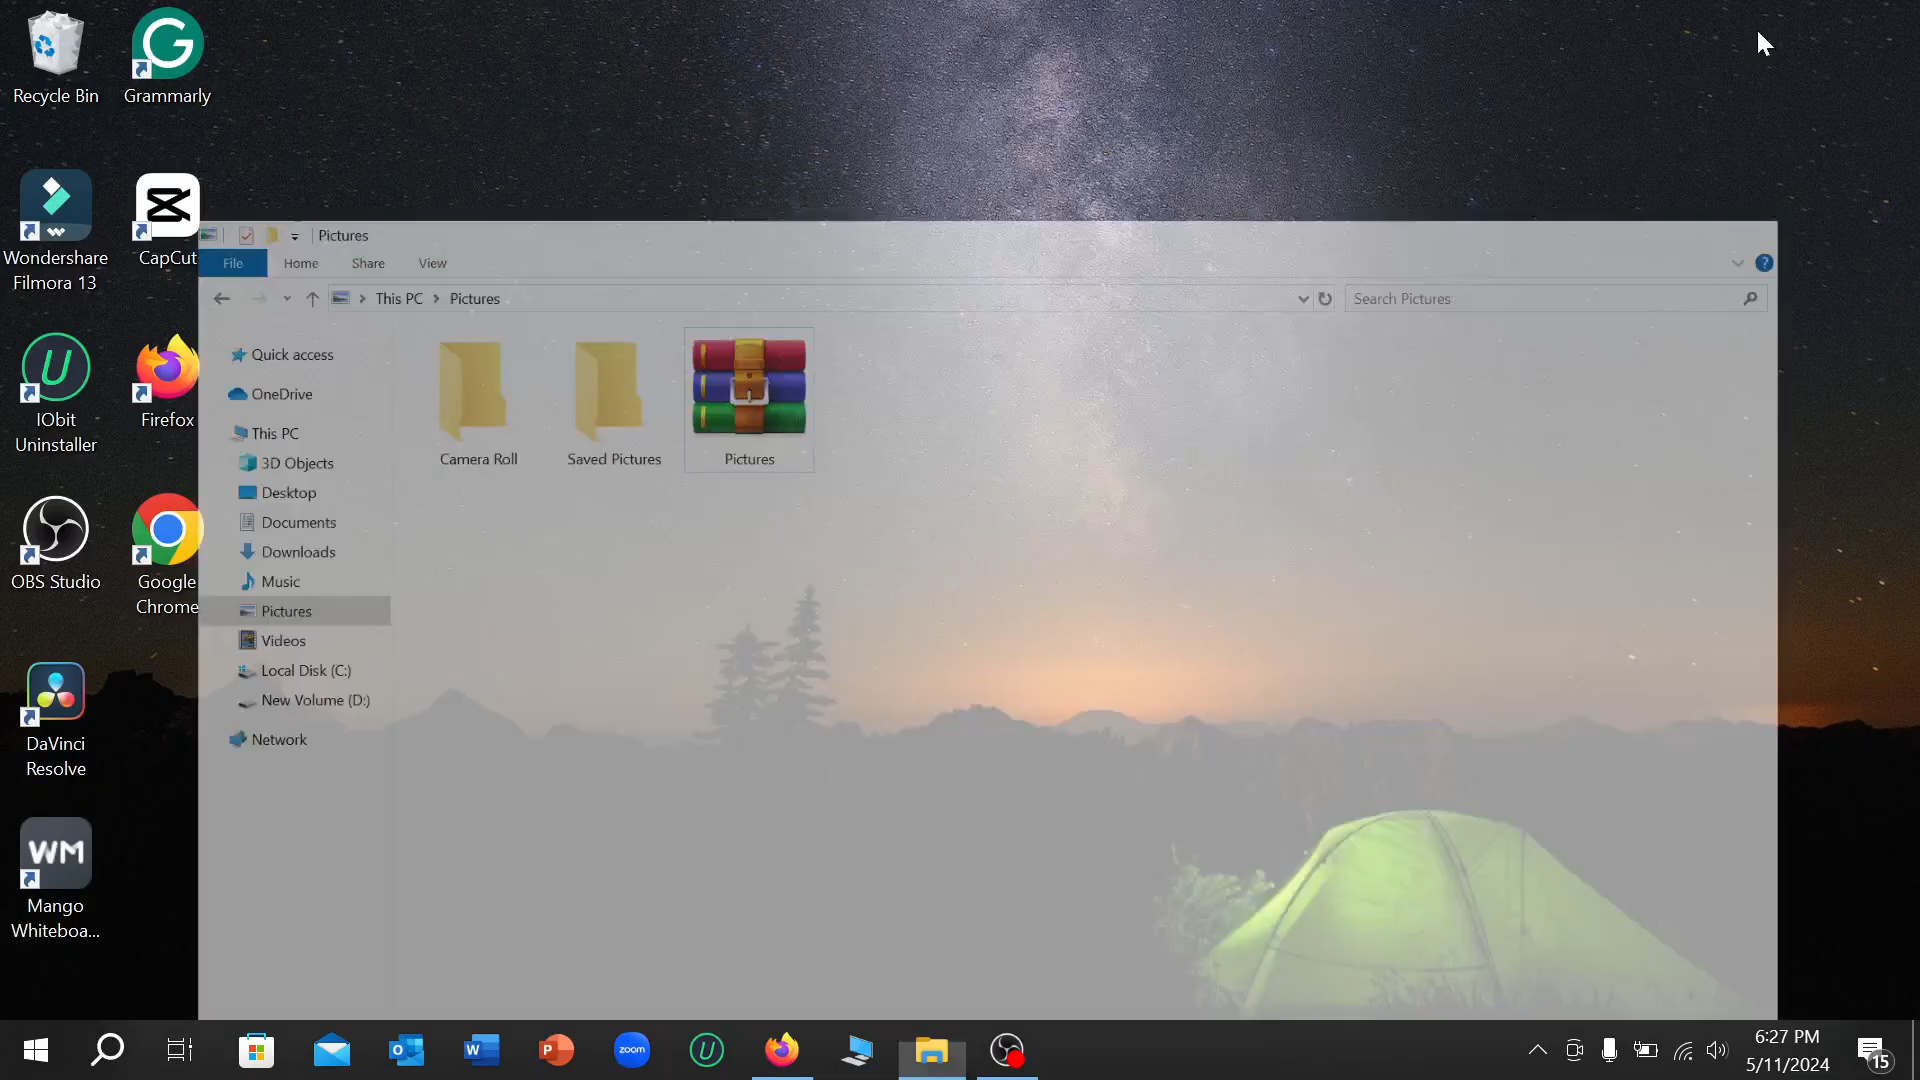 Recycle Bin
Grammarly
Wondershare
Filmora 13
CapCut
IObit
Uninstaller
Firefox
OBS Studio
Google
Chrome
DaVinci
Resolve
WM
Mango
Whiteboa...
Pictures
File
Home
Share
View
?
This PC
Pictures
Search Pictures
Quick access
OneDrive
This PC
3D Objects
Desktop
Documents
Downloads
Music
Pictures
Videos
Local Disk (C:)
New Volume (D:)
Network
Camera Roll
Saved Pictures
Pictures
zoom
6:27 PM
5/11/2024
15